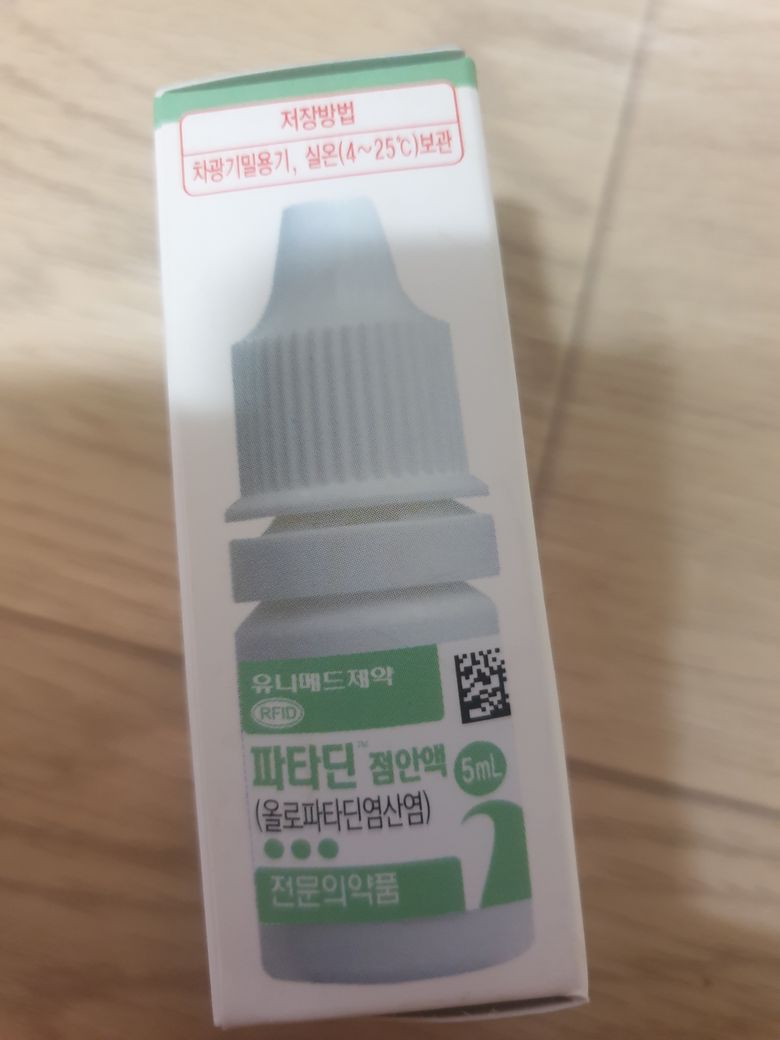 저장방법
차광기밀용기, 실온(4~25℃)보관
유니메드제약
RFID
파타딘™ 점안액 5mL
(올로파타딘염산염)
전문의약품